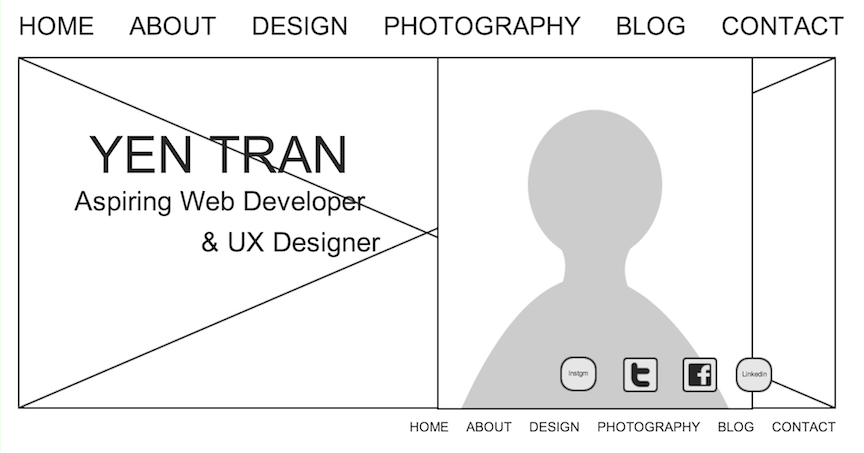 HOME ABOUT DESIGN PHOTOGRAPHY BLOG CONTACT
YEN TRAN
Aspiring Web Developer
& UX Designer
Instgm Linkedin
HOME ABOUT DESIGN PHOTOGRAPHY BLOG CONTACT